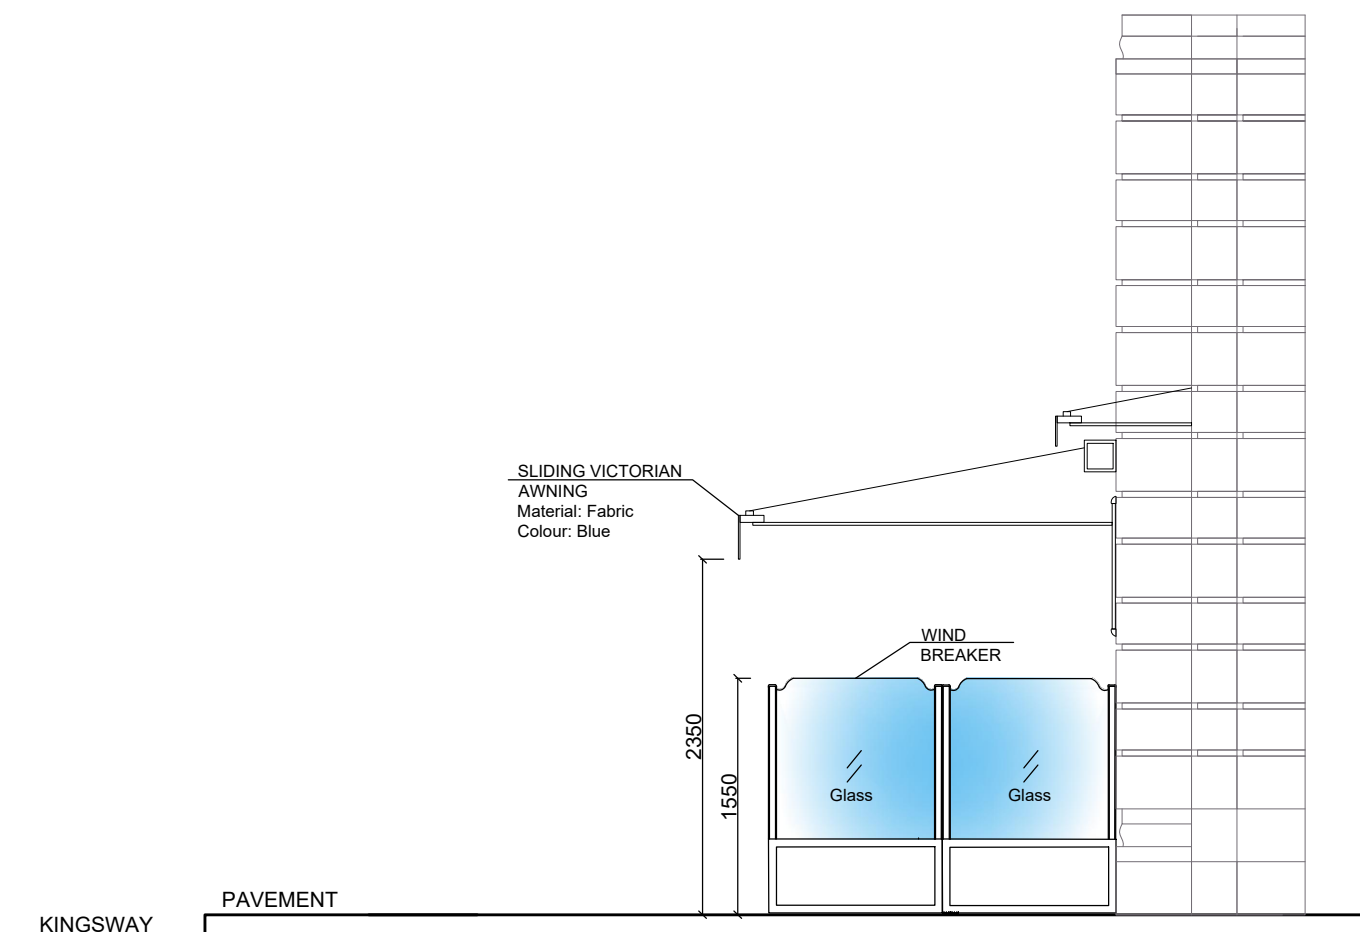 SLIDING VICTORIAN
AWNING
Material: Fabric
Colour: Blue
WIND
BREAKER
2350
1550
Glass
Glass
PAVEMENT
KINGSWAY